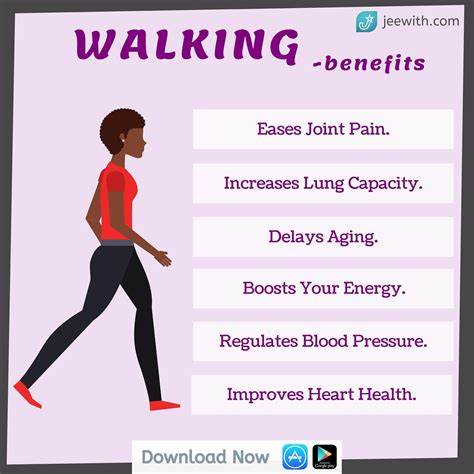 jeewith.com
WALKING -benefits
Eases Joint Pain.
Increases Lung Capacity.
Delays Aging.
Boosts Your Energy.
Regulates Blood Pressure.
Improves Heart Health.
Download Now